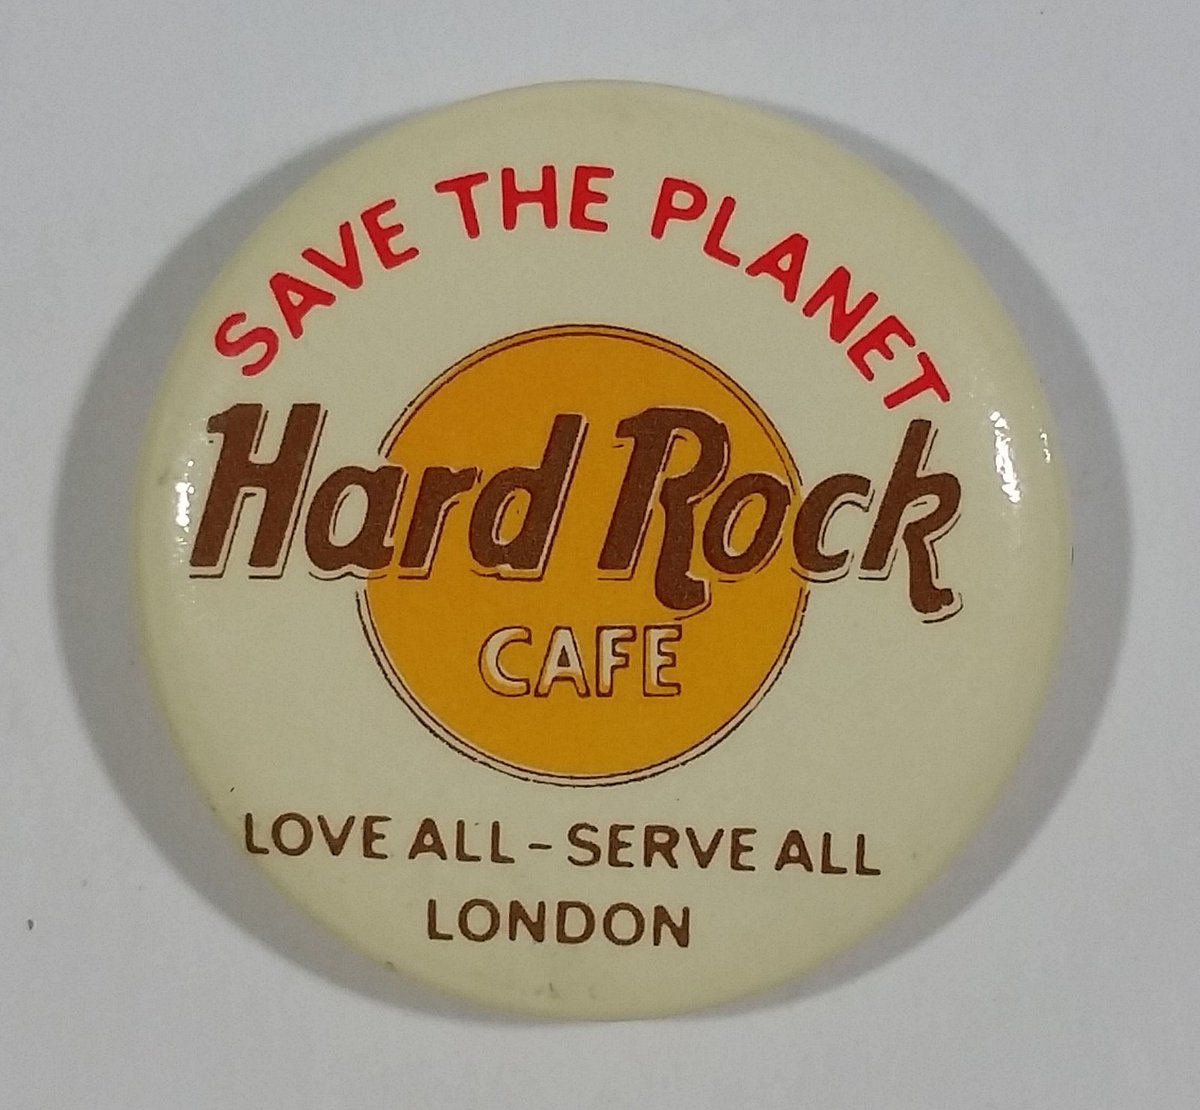 SAVE THE PLANET
Hard Rock
CAFE
LOVE ALL - SERVE ALL
LONDON